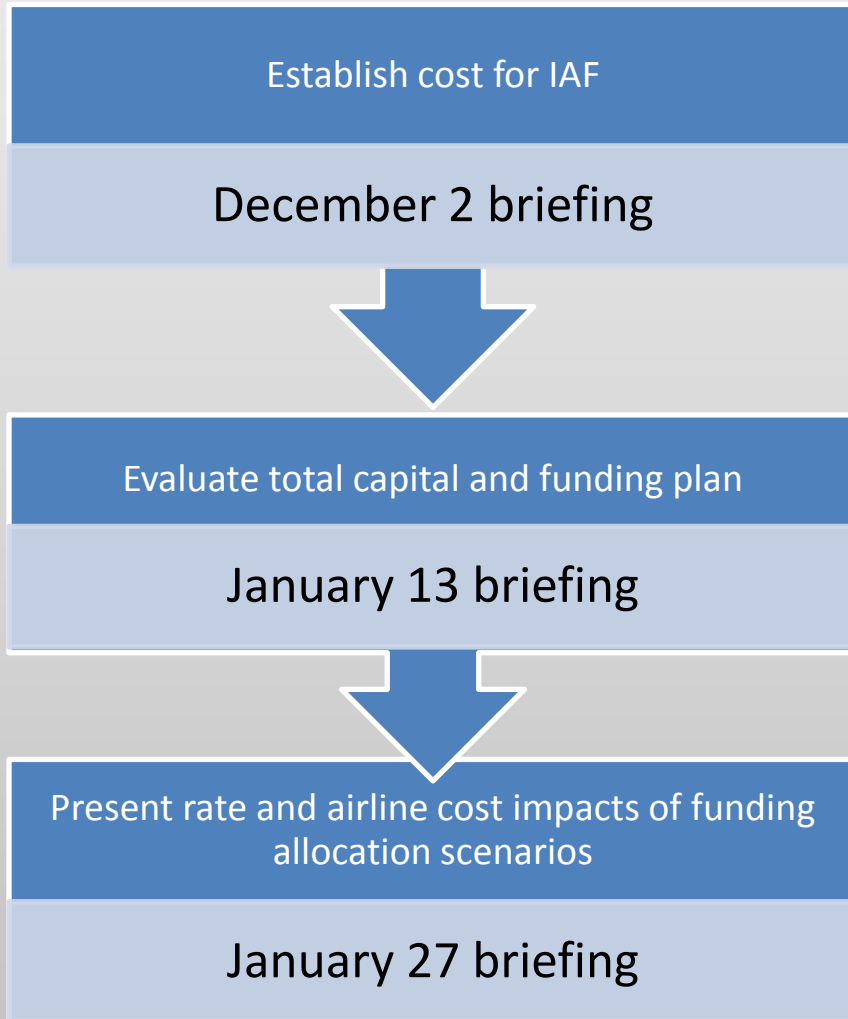 Establish cost for IAF
December 2 briefing
Evaluate total capital and funding plan
January 13 briefing
Present rate and airline cost impacts of funding
allocation scenarios
January 27 briefing